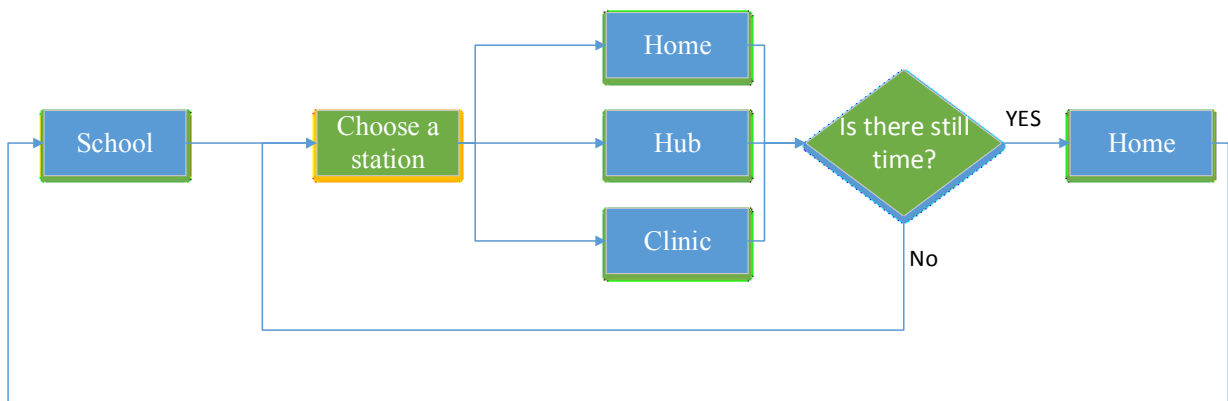 School
Choose a
station
Home
Hub
Clinic
Is there still
time?
YES
No
Home